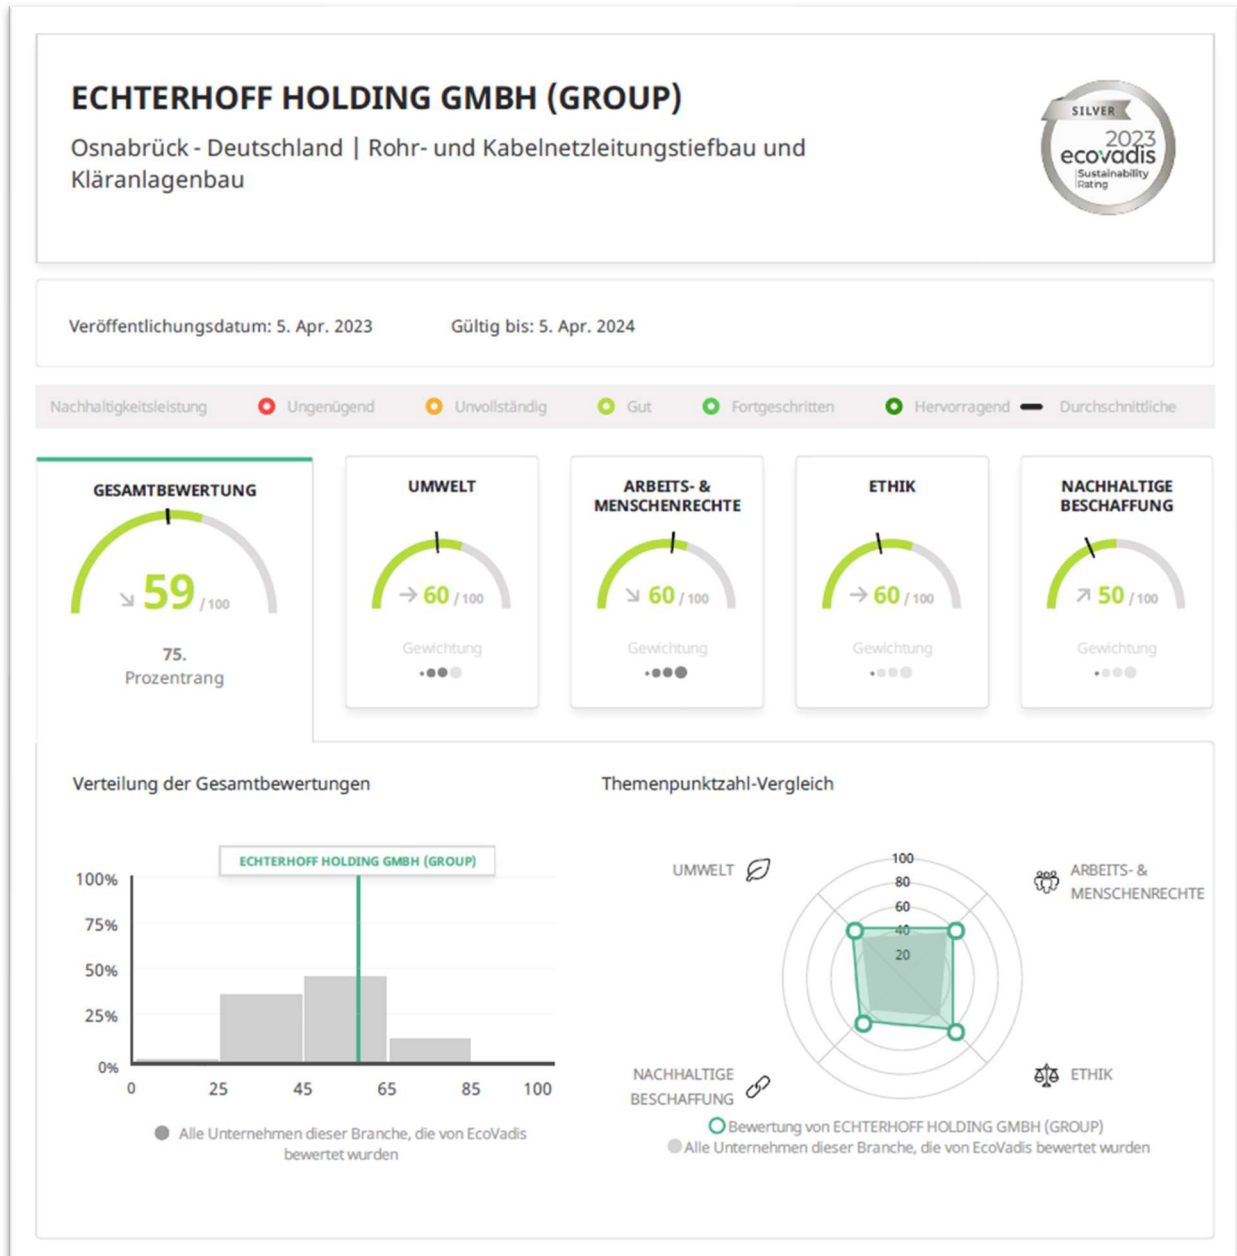 ECHTERHOFF HOLDING GMBH (GROUP)
Osnabrück - Deutschland | Rohr- und Kabelnetzleitungstiefbau und
Kläranlagenbau
SILVER
2023
ecovadis
Sustainability
Rating
Veröffentlichungsdatum: 5. Apr. 2023 Gültig bis: 5. Apr. 2024
Nachhaltigkeitsleistung Ungenügend Unvollständig Gut Fortgeschritten Hervorragend Durchschnittliche
GESAMTBEWERTUNG
59 / 100
75.
Prozentrang
UMWELT
60 / 100
Gewichtung
ARBEITS- &
MENSCHENRECHTE
60 / 100
Gewichtung
ETHIK
60 / 100
Gewichtung
NACHHALTIGE
BESCHAFFUNG
50 / 100
Gewichtung
Verteilung der Gesamtbewertungen
ECHTERHOFF HOLDING GMBH (GROUP)
100%
75%
50%
25%
0%
0 25 45 65 85 100
Alle Unternehmen dieser Branche, die von EcoVadis
bewertet wurden
Themenpunktzahl-Vergleich
UMWELT
ARBEITS- &
MENSCHENRECHTE
100
80
60
40
20
NACHHALTIGE
BESCHAFFUNG
ETHIK
Bewertung von ECHTERHOFF HOLDING GMBH (GROUP)
Alle Unternehmen dieser Branche, die von EcoVadis bewertet wurden